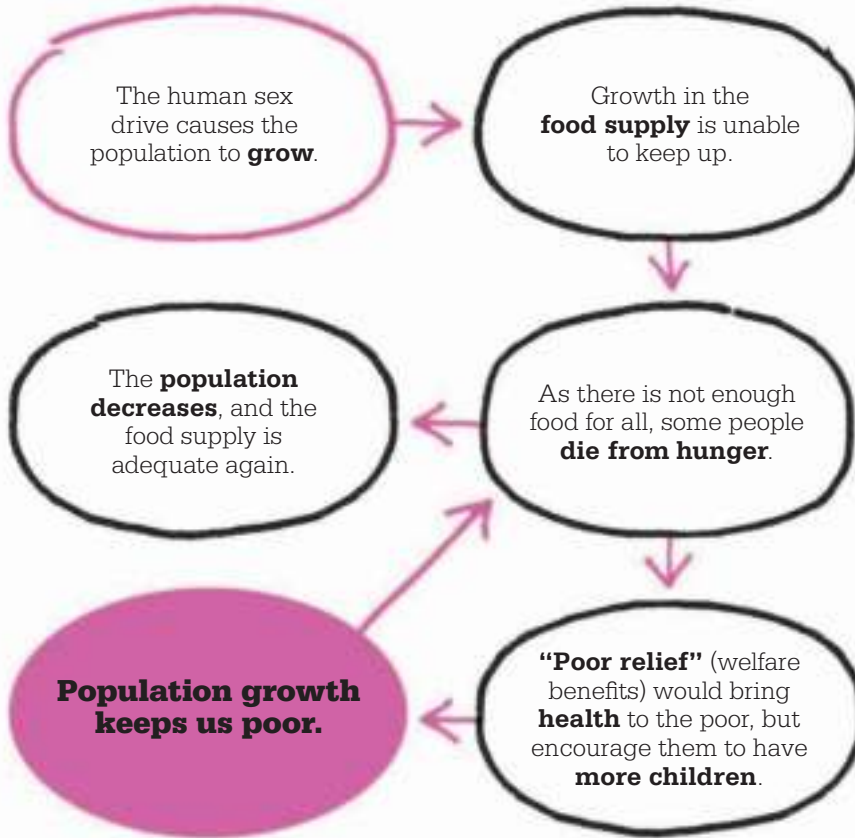 The human sex
drive causes the
population to grow.
Growth in the
food supply is unable
to keep up.
As there is not enough
food for all, some people
die from hunger.
The population
decreases, and the
food supply is
adequate again.
“Poor relief” (welfare
benefits) would bring
health to the poor, but
encourage them to have
more children.
Population growth
keeps us poor.